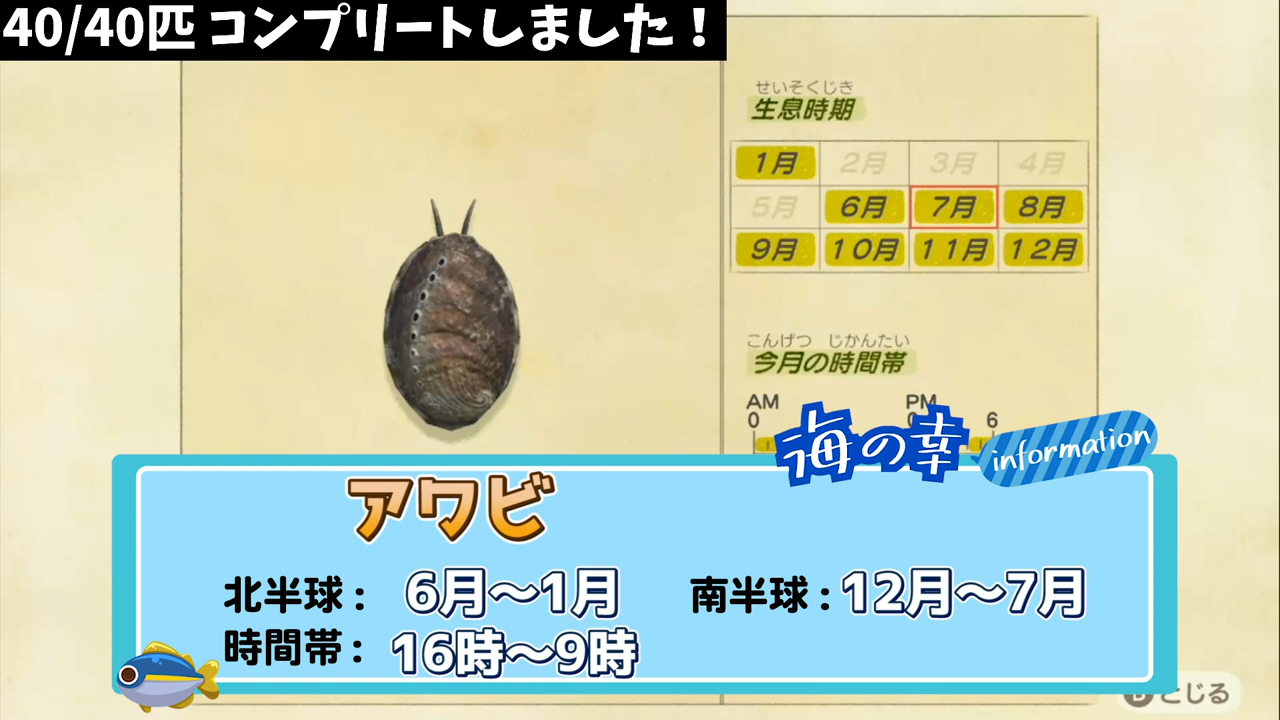 40/40匹 コンプリートしました！
せいそくじき
生息時期
1月 2月 3月 4月
5月 6月 7月 8月
9月 10月 11月 12月
こんげつ じかんたい
今月の時間帯
AM PM
0 6
海の幸 information
アワビ
北半球： 6月～1月 南半球：12月～7月
時間帯： 16時～9時
とじる